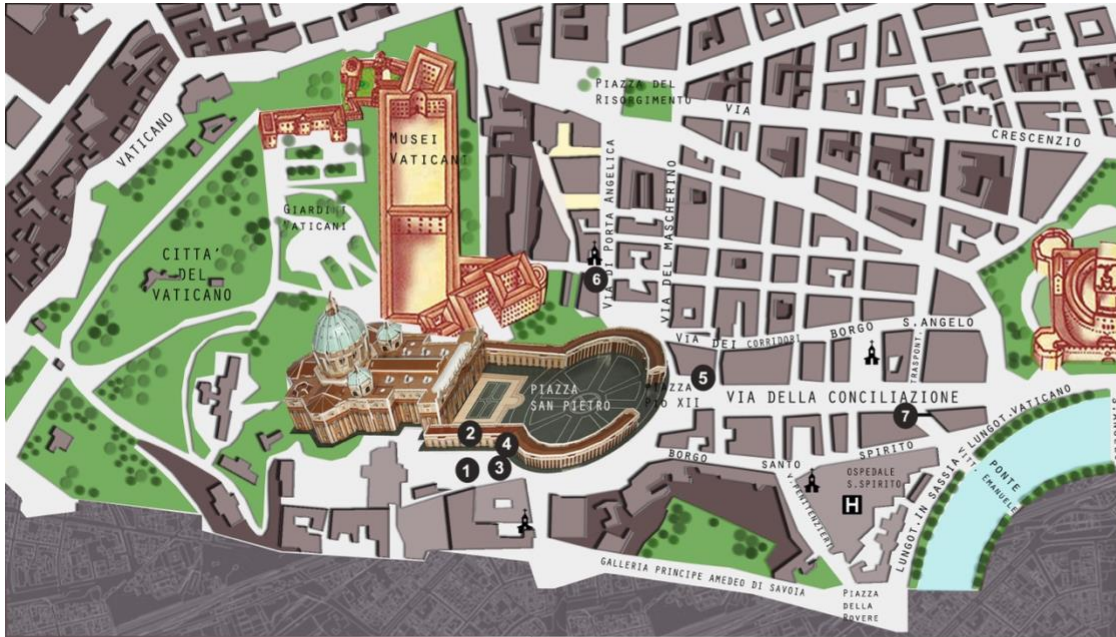 PIAZZA DEL
RISORGIMENTO
VIA
CRESCENZIO
VATICANO
MUSEI
VATICANI
GIARDINI
VATICANI
CITTA'
DEL
VATICANO
VIA DI PORTA ANGELICA
VIA DEL MASCHERINO
6
VIA DEI CORRIDORI
BORGO
S. ANGELO
TRASPONT.
PIAZZA
SAN PIETRO
5
PIAZZA
PIO XII
VIA DELLA CONCILIAZIONE
7
2
4
1
3
BORGO
SANTO
SPIRITO
OSPEDALE
S.SPIRITO
H
V.PENITENZIERI
LUNGOT.IN SASSIA
LUNGOT.VATICANO
PONTE
VITT. EMANUELE
GALLERIA PRINCIPE AMEDEO DI SAVOIA
PIAZZA
DELLA
ROVERE